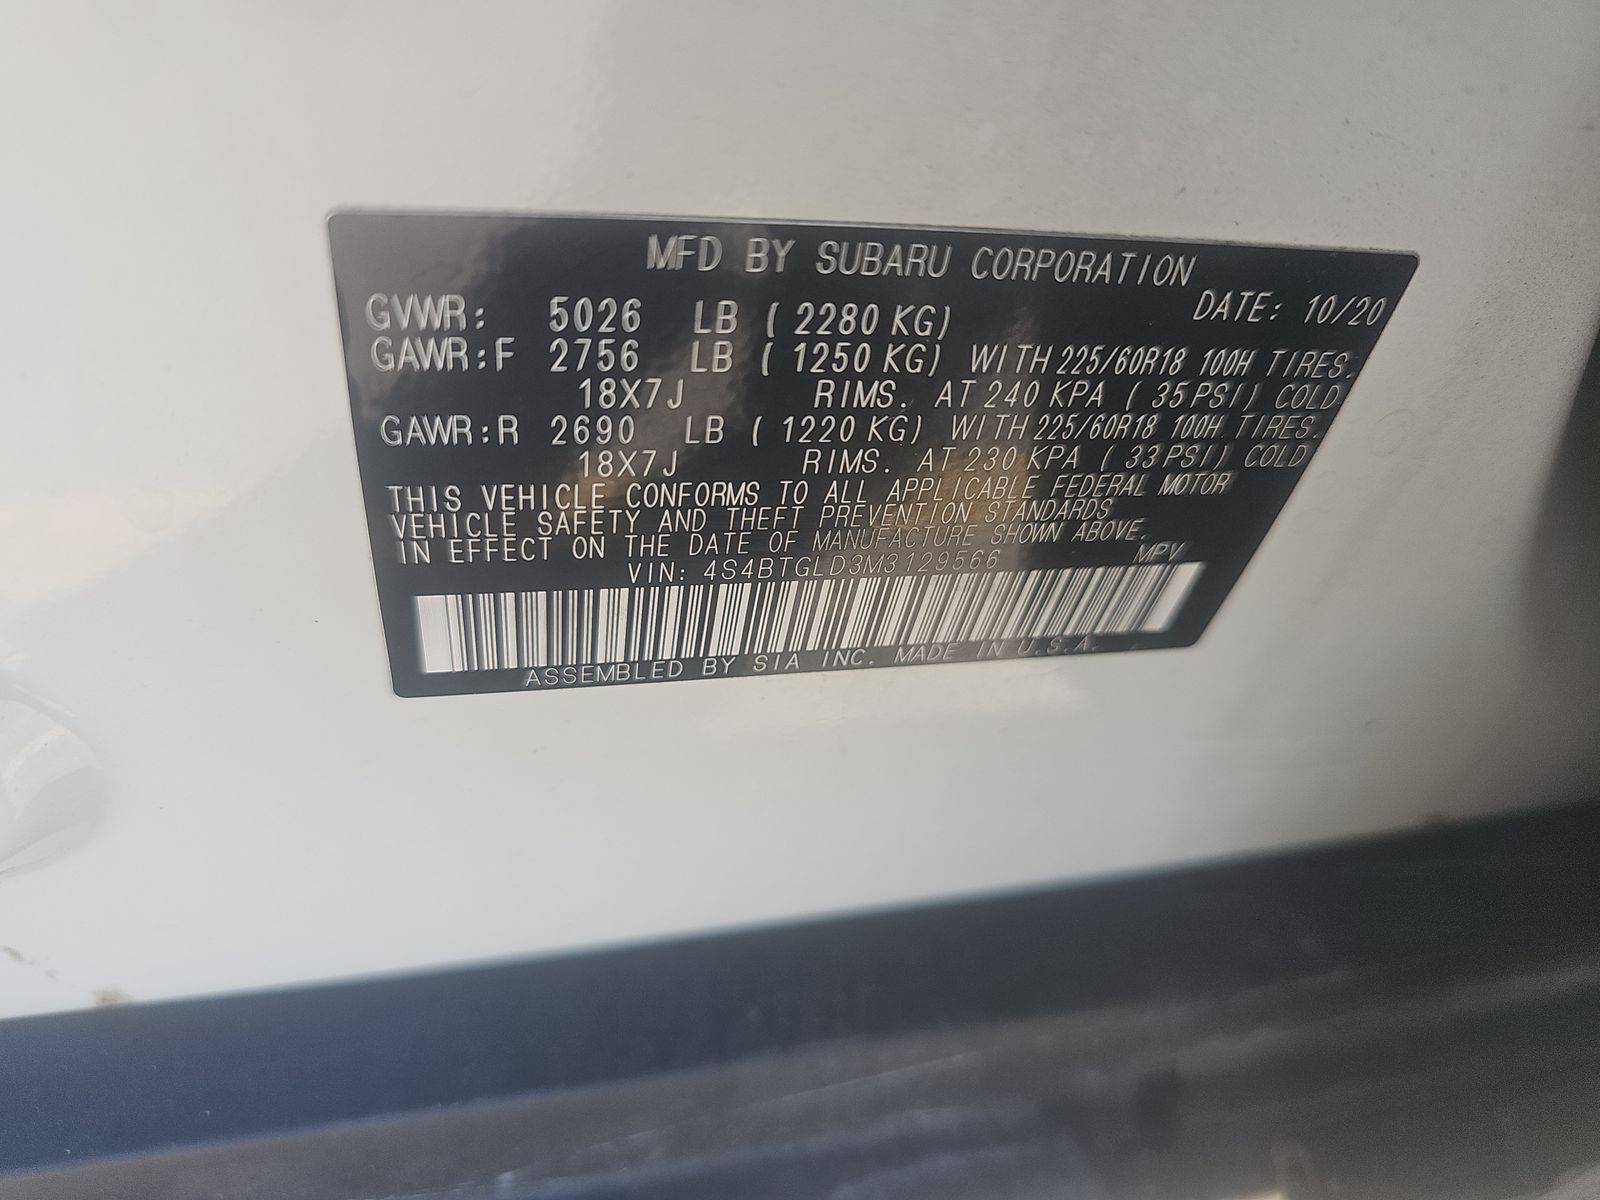 MFD BY SUBARU CORPORATION
DATE: 10/20
GVWR: 5026 LB ( 2280 KG)
GAWR:F 2756 LB ( 1250 KG) WITH 225/60R18 100H TIRES.
18X7J RIMS. AT 240 KPA ( 35 PSI) COLD
GAWR:R 2690 LB ( 1220 KG) WITH 225/60R18 100H TIRES.
18X7J RIMS. AT 230 KPA ( 33 PSI) COLD
THIS VEHICLE CONFORMS TO ALL APPLICABLE FEDERAL MOTOR
VEHICLE SAFETY AND THEFT PREVENTION STANDARDS
IN EFFECT ON THE DATE OF MANUFACTURE SHOWN ABOVE.
VIN: 4S4BTGLD3M3129566 MPV
ASSEMBLED BY SIA INC. MADE IN U.S.A.